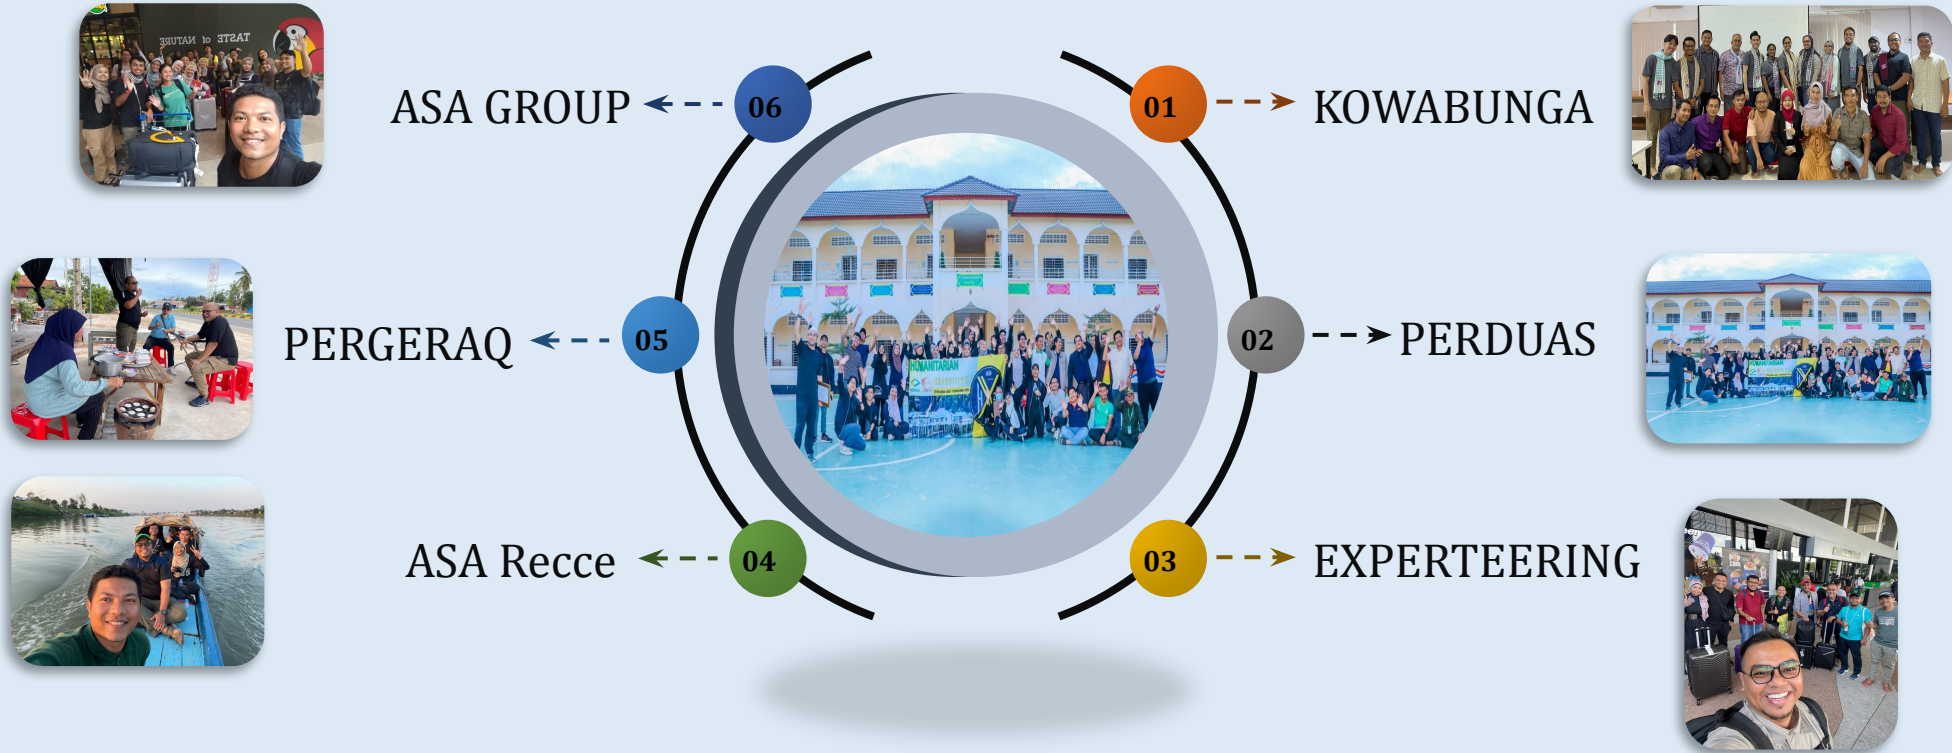 01
KOWABUNGA
02
PERDUAS
03
EXPERTEERING
04
ASA Recce
05
PERGERAQ
06
ASA GROUP
TASTE of NATURE
HUMANITARIAN